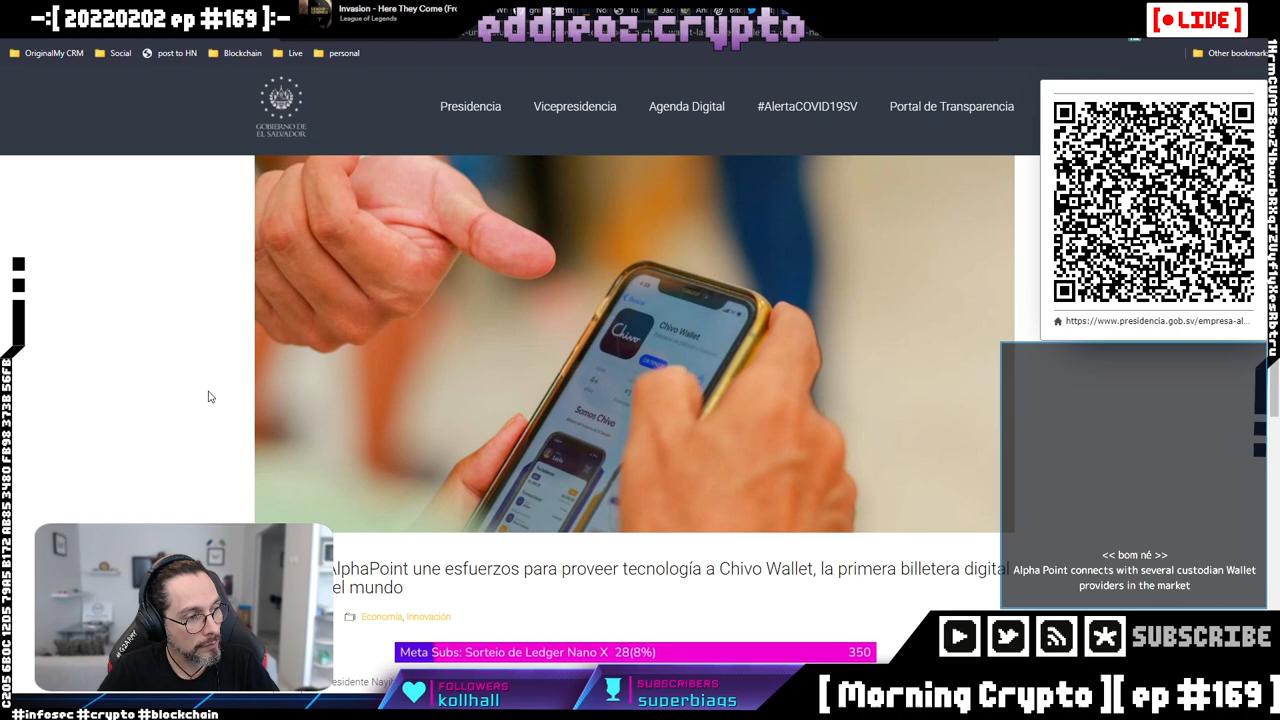 -:[ 20220202 ep #169 ]:-
Invasion - Here They Come (Fr
League of Legends
eddieoz.crypto
[● LIVE ]
OriginalMy CRM
Social
post to HN
Blockchain
Live
personal
Other bookmark
GOBIERNO DE
EL SALVADOR
Presidencia
Vicepresidencia
Agenda Digital
#AlertaCOVID19SV
Portal de Transparencia
https://www.presidencia.gob.sv/empresa-al...
Chivo
Chivo Wallet
Somos Chivo
<< bom né >>
Alpha Point connects with several custodian Wallet
providers in the market
AlphaPoint une esfuerzos para proveer tecnología a Chivo Wallet, la primera billetera digital
el mundo
Economía, Innovación
Meta Subs: Sorteio de Ledger Nano X 28(8%)
350
FOLLOWERS
kollhall
SUBSCRIBERS
superbiaqs
SUBSCRIBE
[ Morning Crypto ][ ep #169 ]
#infosec #crypto #blockchain